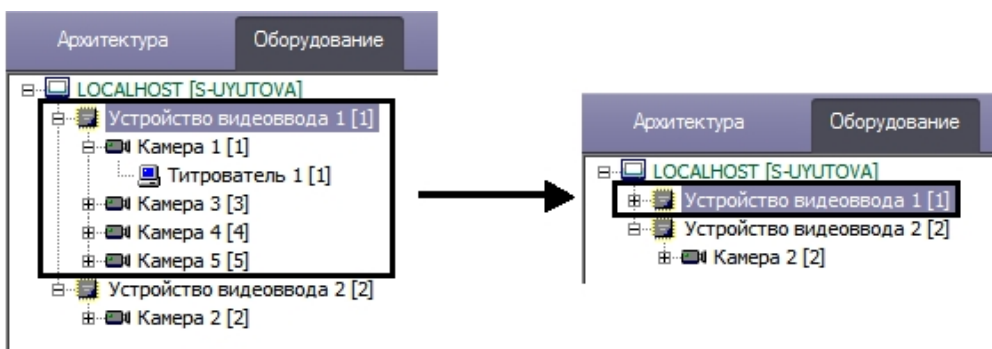 Архитектура Оборудование
LOCALHOST [S-UYUTOVA]
Устройство видеоввода 1 [1]
Камера 1 [1]
Титрователь 1 [1]
Камера 3 [3]
Камера 4 [4]
Камера 5 [5]
Устройство видеоввода 2 [2]
Камера 2 [2]
Архитектура Оборудование
LOCALHOST [S-UYUTOVA]
Устройство видеоввода 1 [1]
Устройство видеоввода 2 [2]
Камера 2 [2]